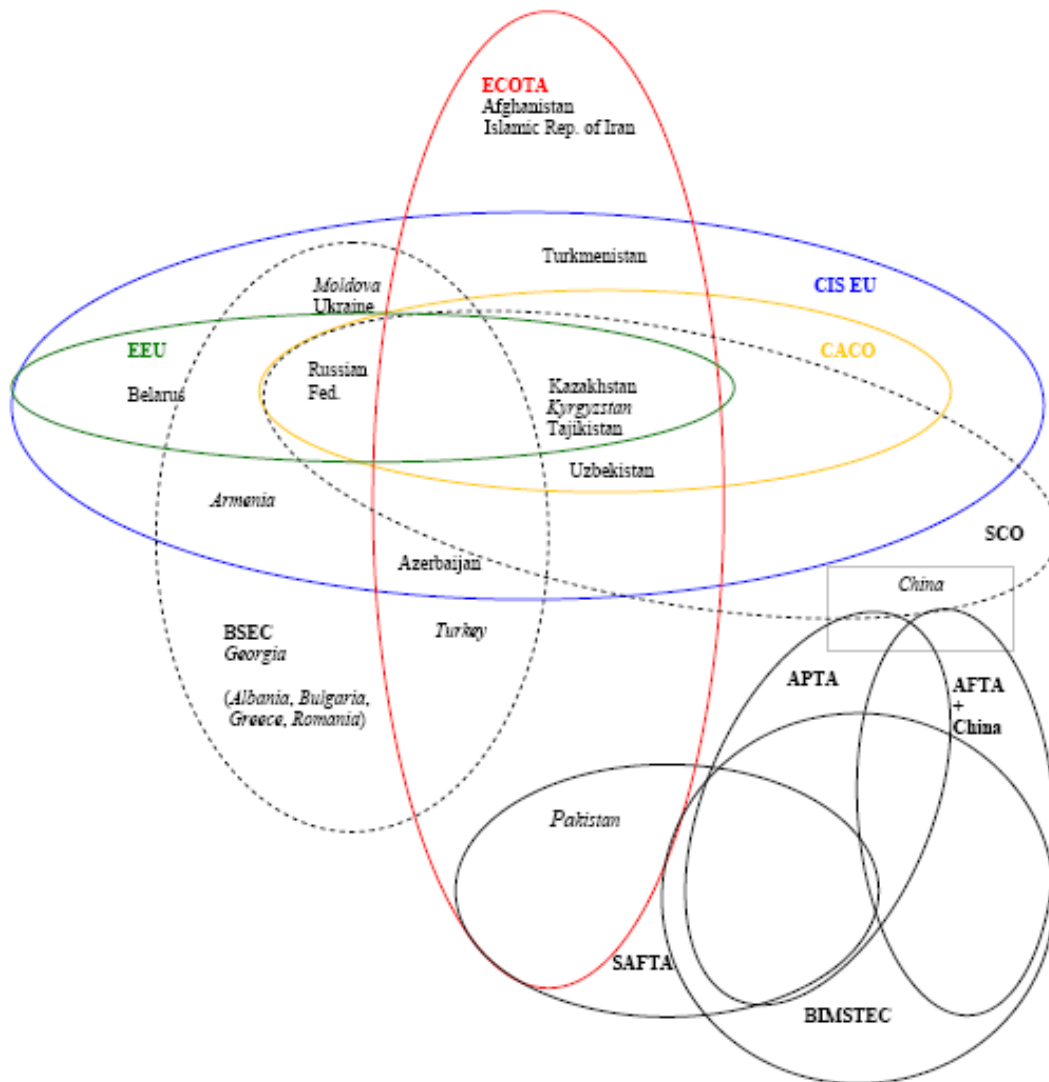 ECOTA
Afghanistan
Islamic Rep. of Iran
Turkmenistan
Moldova
Ukraine
CIS EU
EEU
CACO
Russian
Fed.
Belarus
Kazakhstan
Kyrgyzstan
Tajikistan
Uzbekistan
Armenia
SCO
Azerbaijan
China
BSEC
Georgia
Turkey
(Albania, Bulgaria,
Greece, Romania)
APTA
AFTA
+
China
Pakistan
SAFTA
BIMSTEC